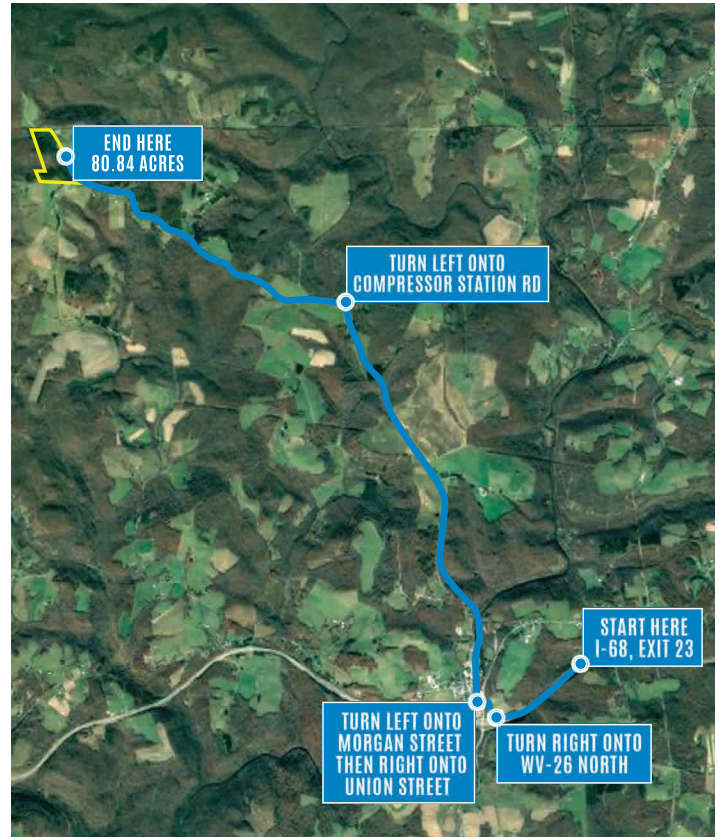 END HERE
80.84 ACRES
TURN LEFT ONTO
COMPRESSOR STATION RD
START HERE
I-68, EXIT 23
TURN LEFT ONTO
MORGAN STREET
THEN RIGHT ONTO
UNION STREET
TURN RIGHT ONTO
WV-26 NORTH